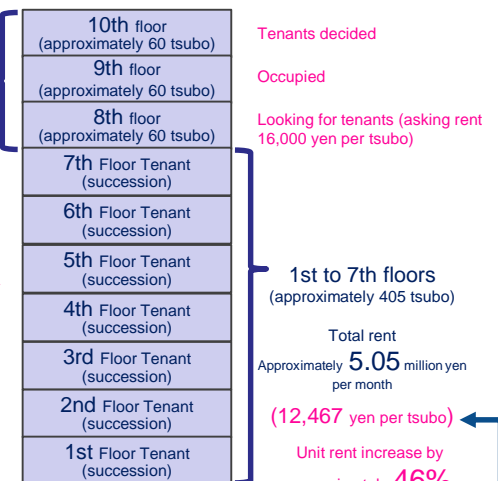 10th floor
(approximately 60 tsubo)
Tenants decided
9th floor
(approximately 60 tsubo)
Occupied
8th floor
(approximately 60 tsubo)
Looking for tenants (asking rent
16,000 yen per tsubo)
7th Floor Tenant
(succession)
6th Floor Tenant
(succession)
5th Floor Tenant
(succession)
4th Floor Tenant
(succession)
3rd Floor Tenant
(succession)
2nd Floor Tenant
(succession)
1st Floor Tenant
(succession)
1st to 7th floors
(approximately 405 tsubo)
Total rent
Approximately 5.05 million yen
per month
(12,467 yen per tsubo)
Unit rent increase by
46%